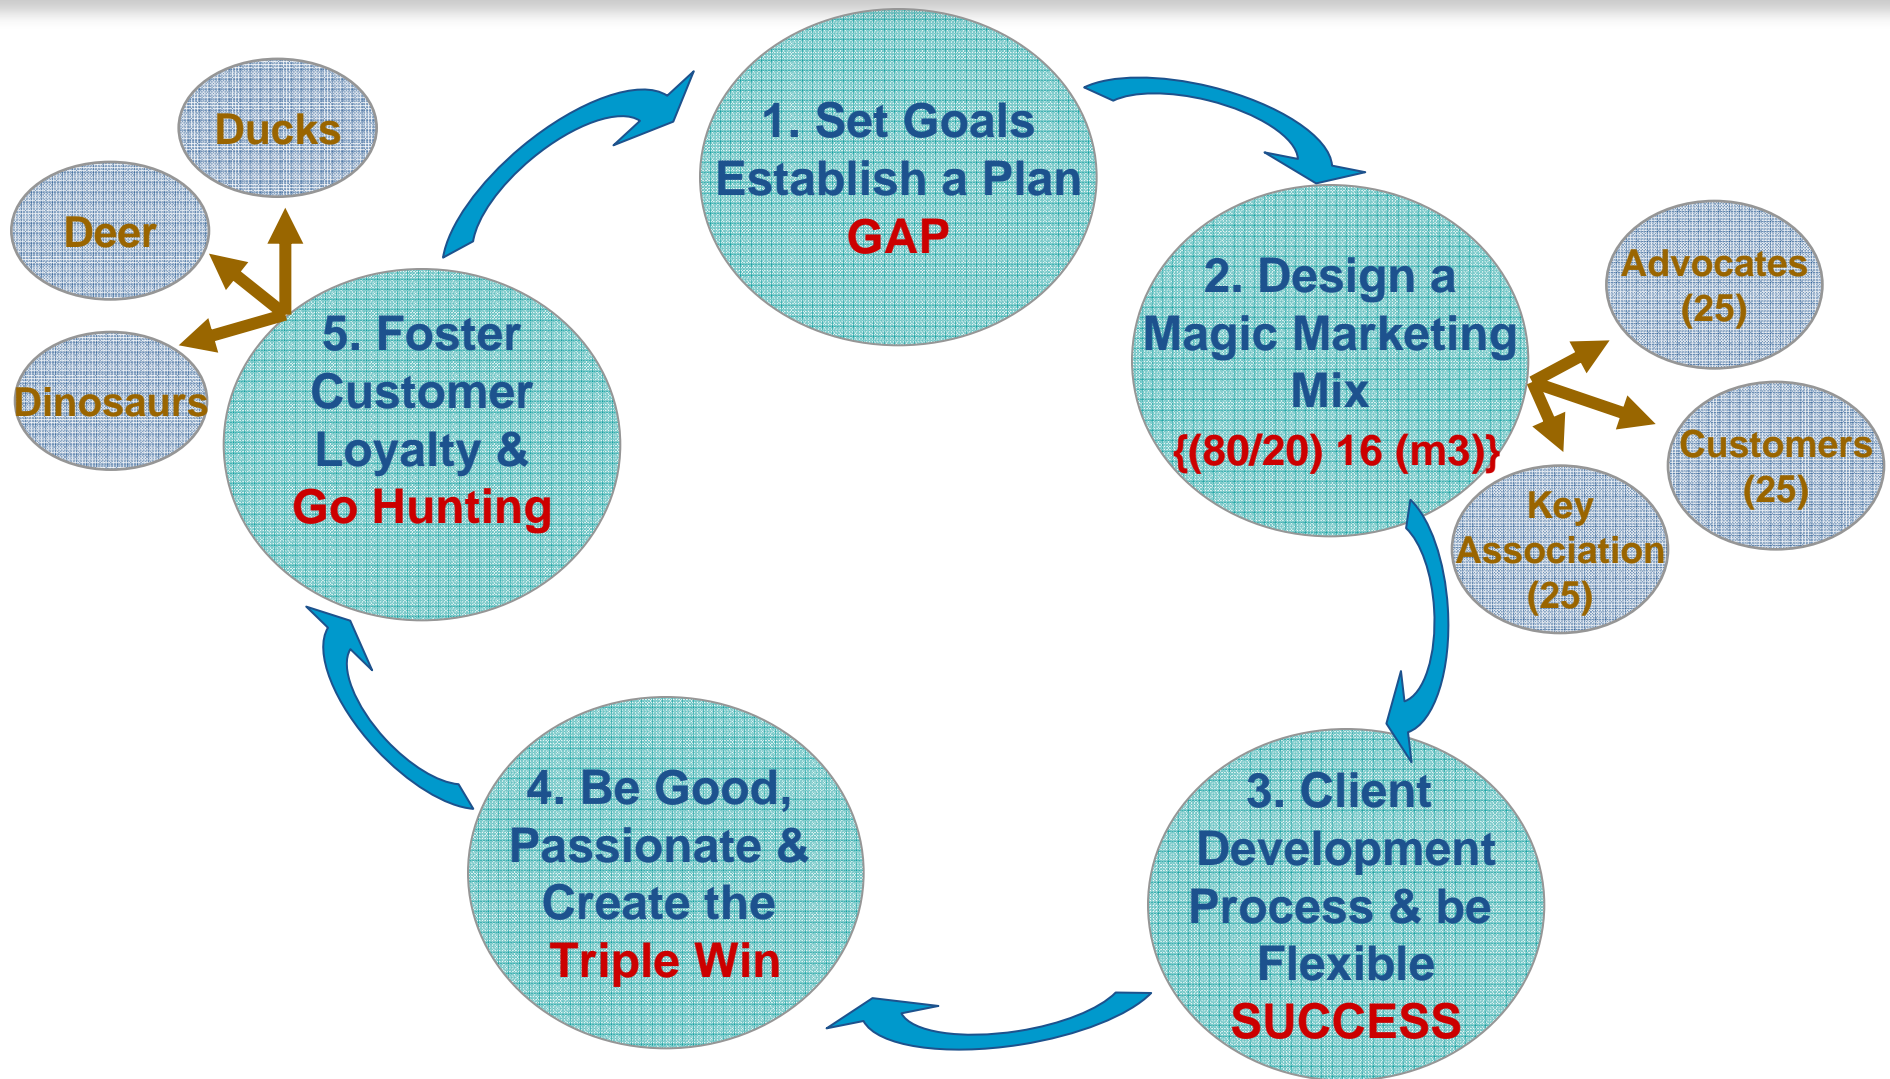 1. Set Goals
Establish a Plan
GAP
2. Design a
Magic Marketing
Mix
{(80/20) 16 (m3)}
Advocates
(25)
Customers
(25)
Key
Association
(25)
3. Client
Development
Process & be
Flexible
SUCCESS
4. Be Good,
Passionate &
Create the
Triple Win
5. Foster
Customer
Loyalty &
Go Hunting
Ducks
Deer
Dinosaurs